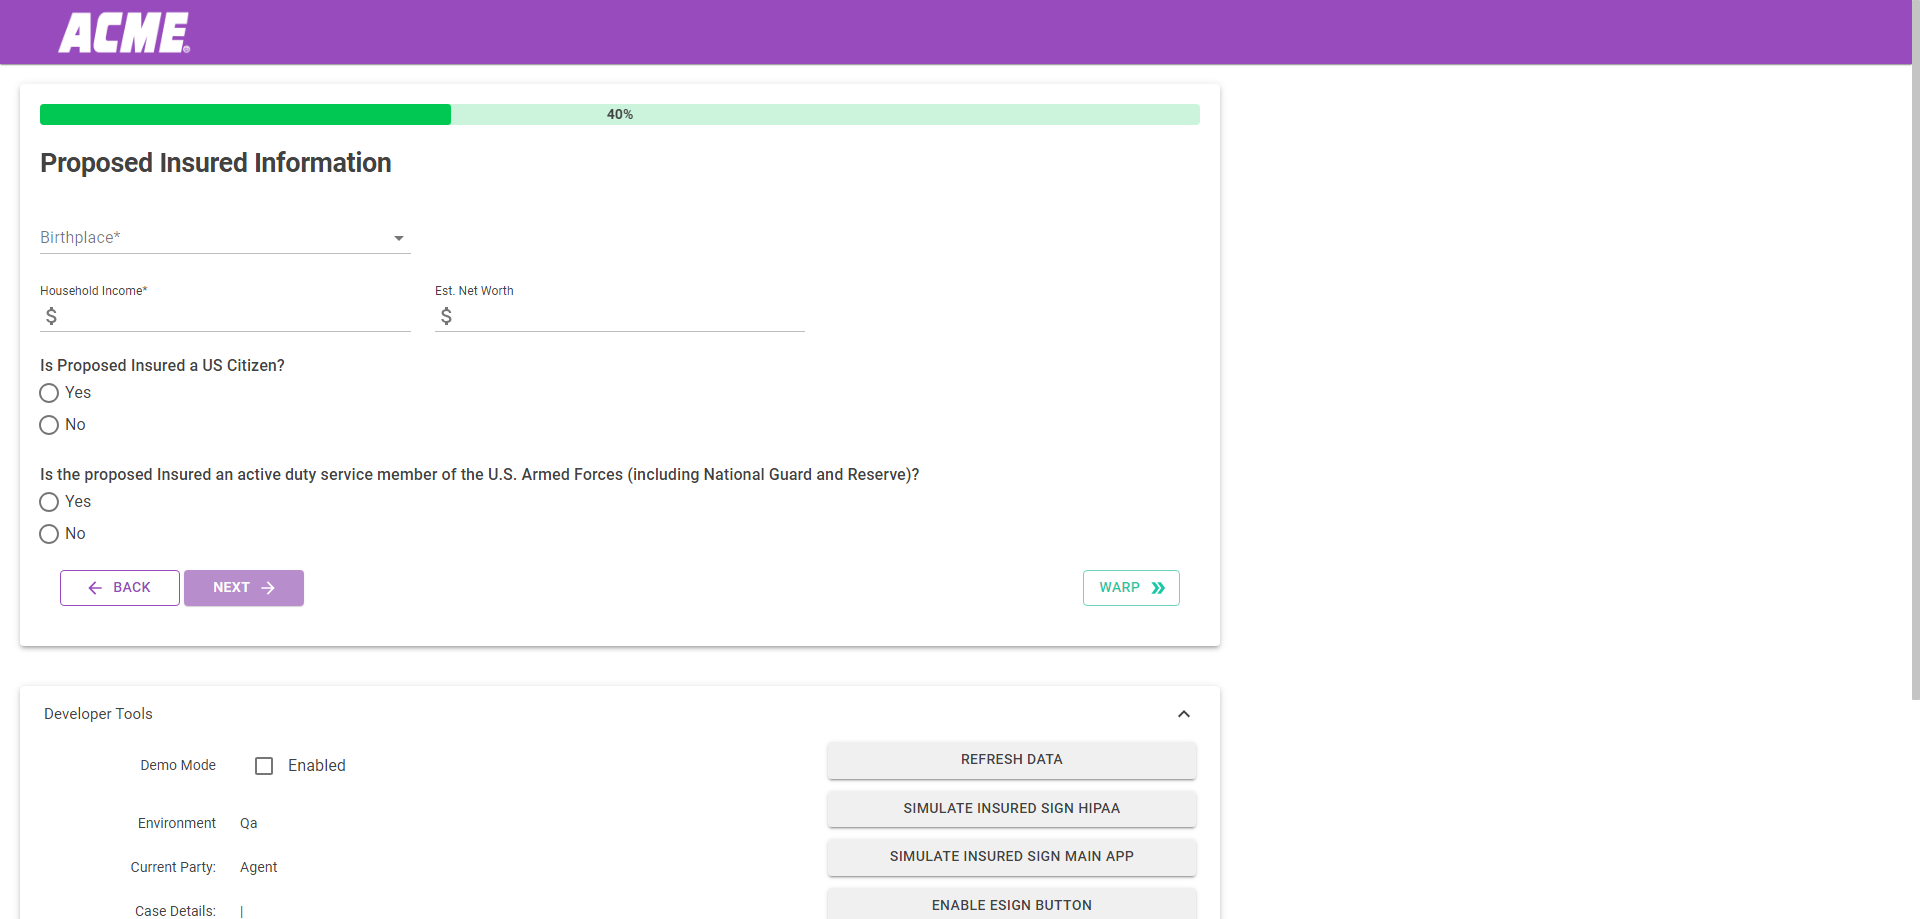 ACME®
40%
Proposed Insured Information
Birthplace*
Household Income*
Est. Net Worth
$
$
Is Proposed Insured a US Citizen?
Yes
No
Is the proposed Insured an active duty service member of the U.S. Armed Forces (including National Guard and Reserve)?
Yes
No
BACK
NEXT
WARP
Developer Tools
Demo Mode
Enabled
REFRESH DATA
SIMULATE INSURED SIGN HIPAA
Environment
Qa
SIMULATE INSURED SIGN MAIN APP
Current Party:
Agent
ENABLE ESIGN BUTTON
Case Details:
|